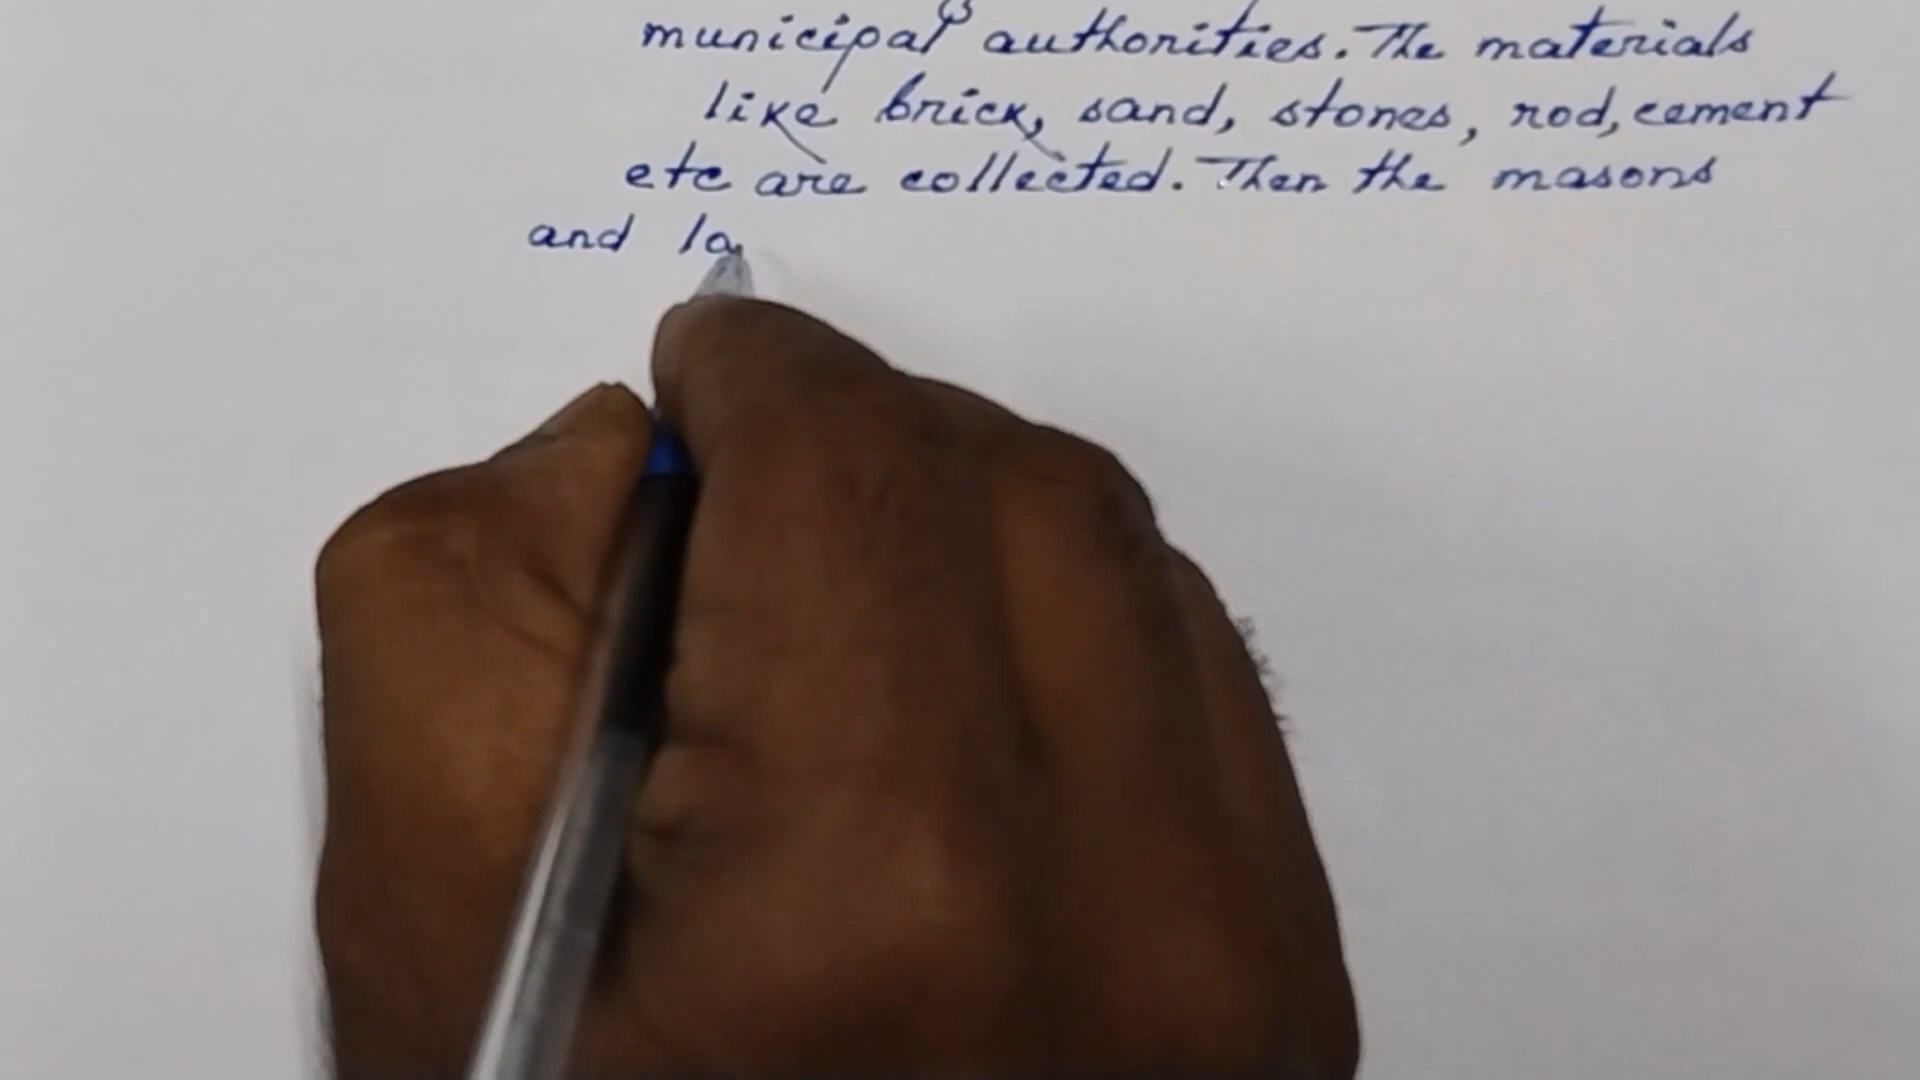 municipal authorities. The materials
like brick, sand, stones, rod, cement
etc are collected. Then the masons
and la